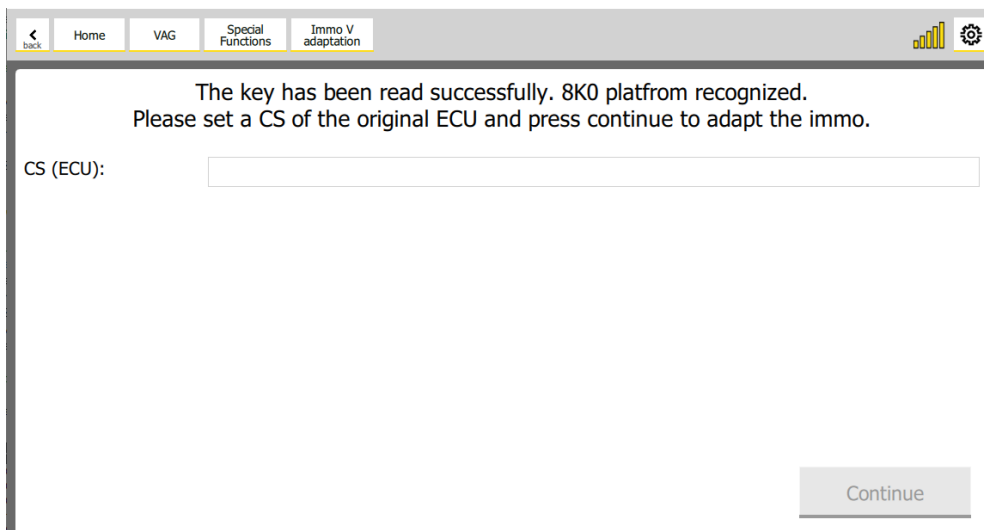 back
Home
VAG
Special
Functions
Immo V
adaptation
The key has been read successfully. 8K0 platfrom recognized.
Please set a CS of the original ECU and press continue to adapt the immo.
CS (ECU):
Continue